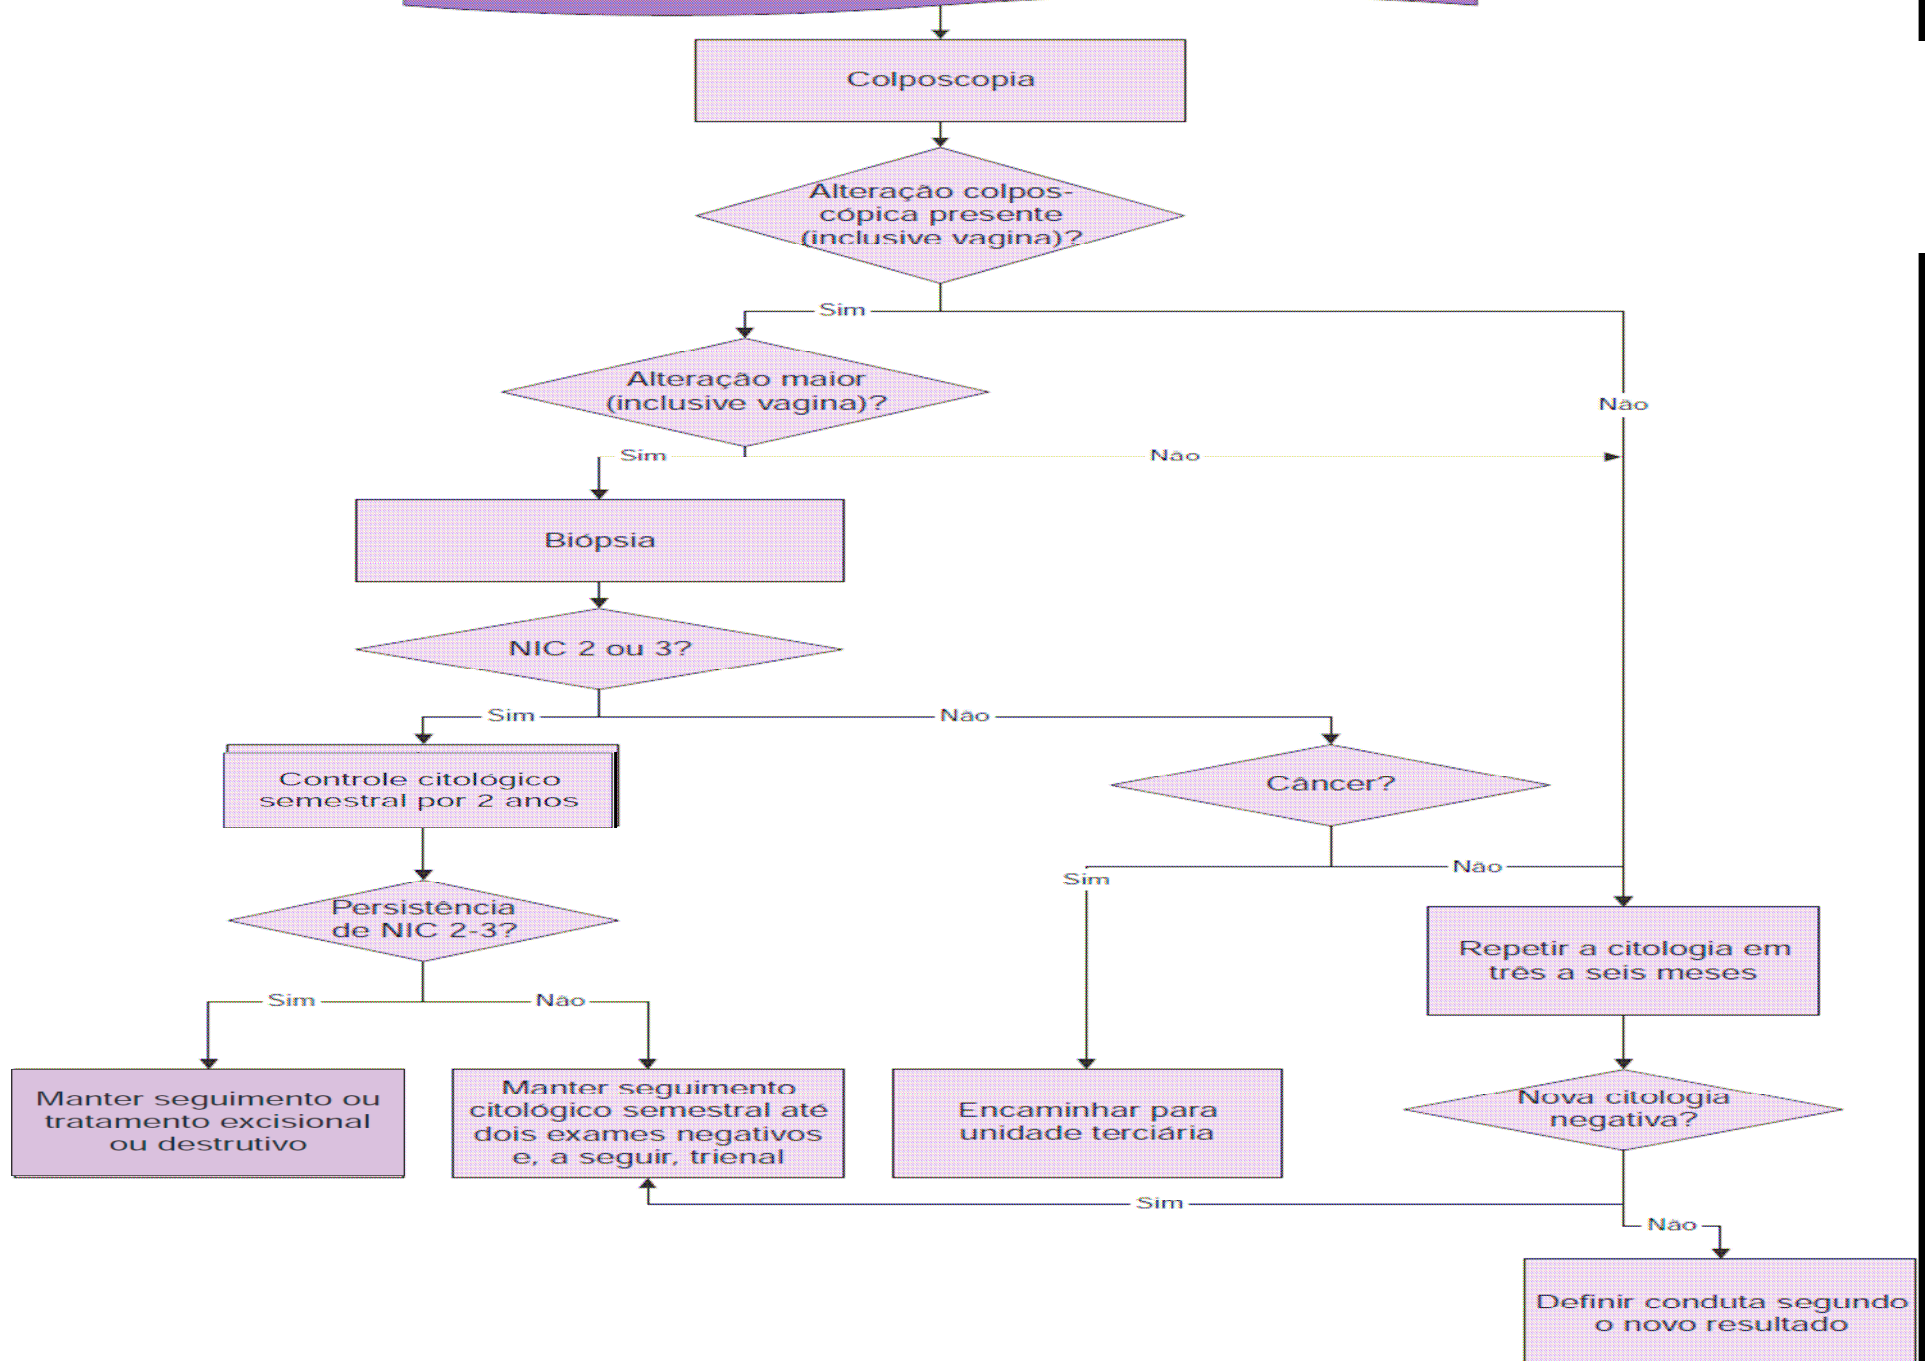 Colposcopia
Alteração colpos-
cópica presente
(inclusive vagina)?
Sim
Não
Alteração maior
(inclusive vagina)?
Sim
Não
Biópsia
NIC 2 ou 3?
Sim
Não
Controle citológico
semestral por 2 anos
Câncer?
Sim
Não
Persistência
de NIC 2-3?
Sim
Não
Repetir a citologia em
três a seis meses
Manter seguimento ou
tratamento excisional
ou destrutivo
Manter seguimento
citológico semestral até
dois exames negativos
e, a seguir, trienal
Encaminhar para
unidade terciária
Nova citologia
negativa?
Sim
Não
Definir conduta segundo
o novo resultado